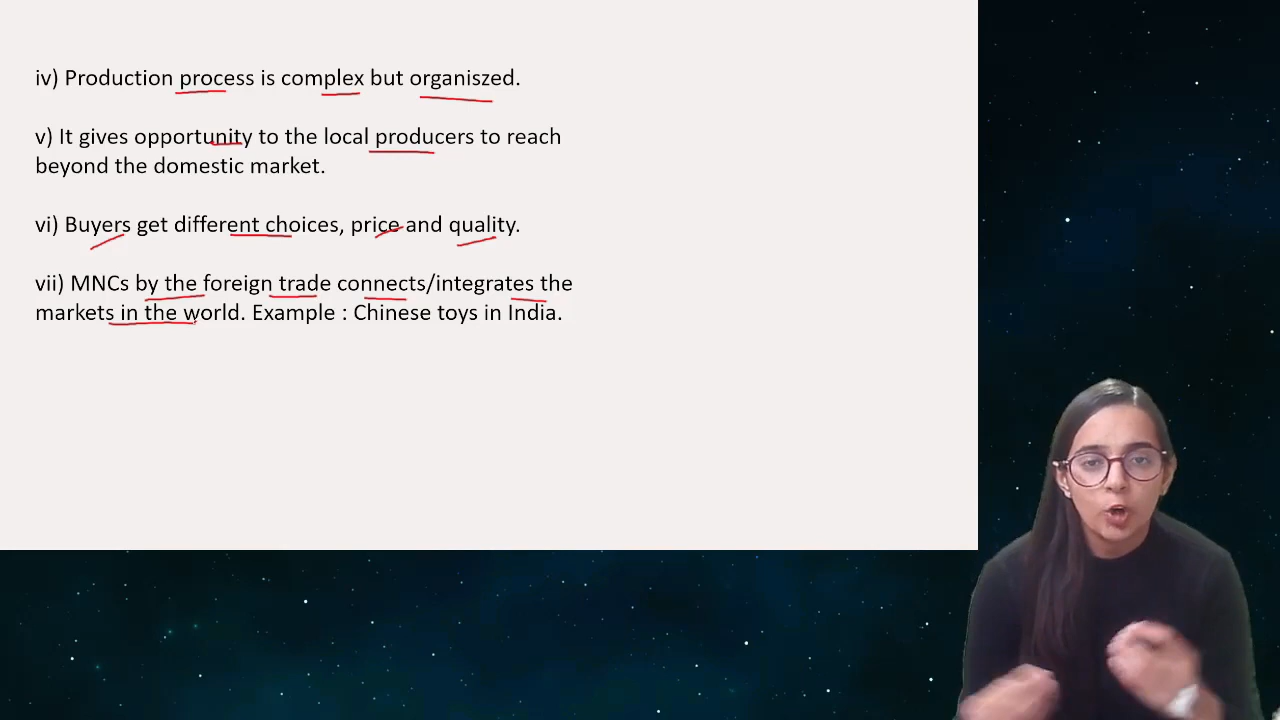 iv) Production process is complex but organiszed.
v) It gives opportunity to the local producers to reach
beyond the domestic market.
vi) Buyers get different choices, price and quality.
vii) MNCs by the foreign trade connects/integrates the
markets in the world. Example : Chinese toys in India.